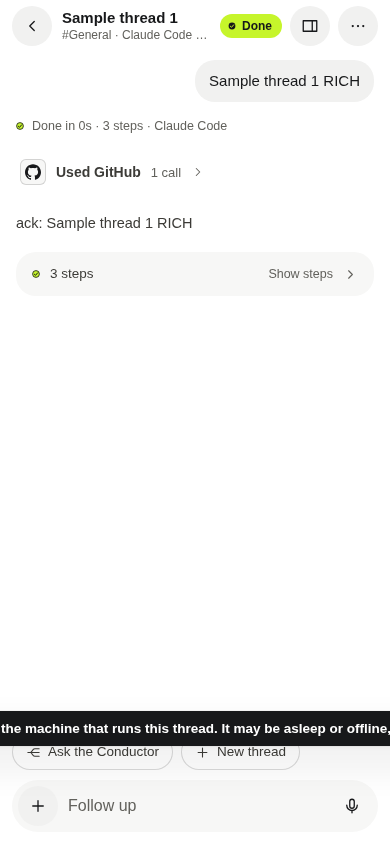 Sample thread 1
#General · Claude Code ...
Done
Sample thread 1 RICH
Done in 0s · 3 steps · Claude Code
Used GitHub 1 call
ack: Sample thread 1 RICH
3 steps Show steps
the machine that runs this thread. It may be asleep or offline,
Ask the Conductor New thread
Follow up